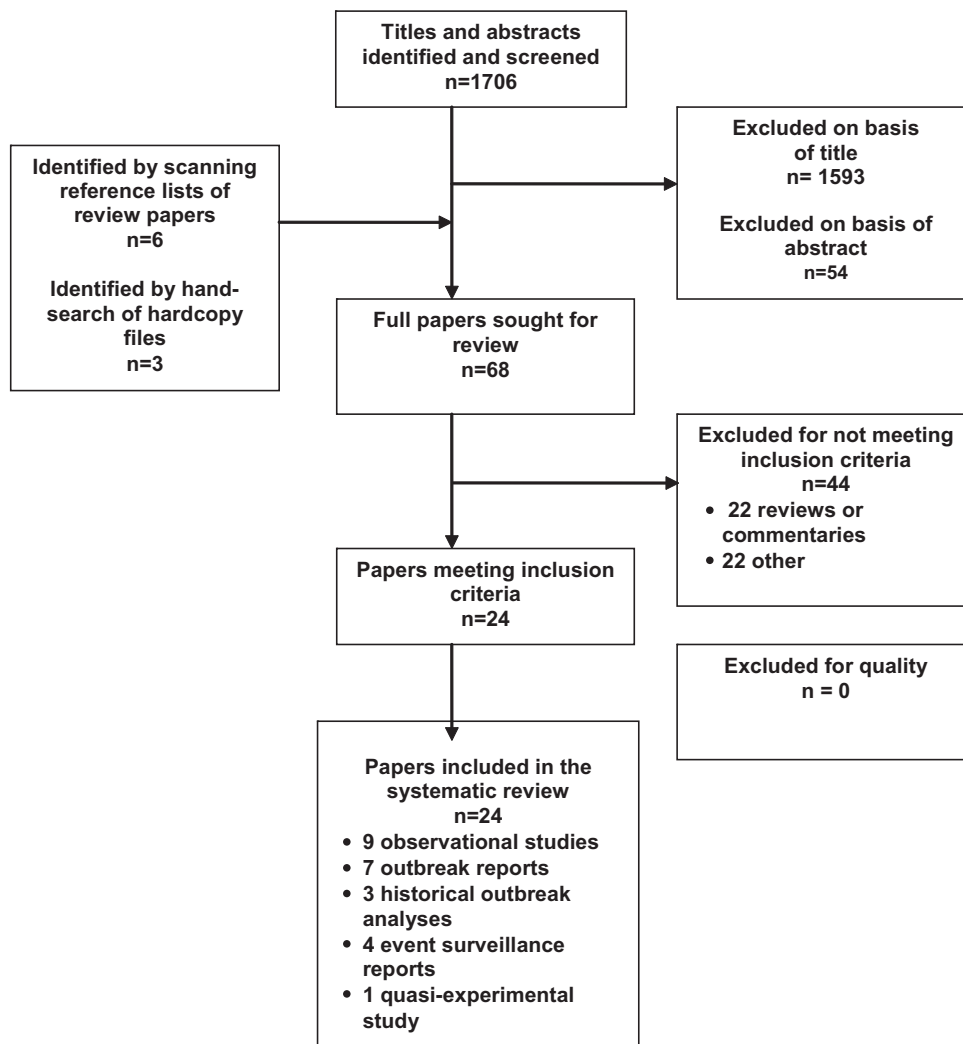 Titles and abstracts
identified and screened
n=1706
Excluded on basis
of title
n= 1593
Excluded on basis of
abstract
n=54
Identified by scanning
reference lists of
review papers
n=6
Identified by hand-
search of hardcopy
files
n=3
Full papers sought for
review
n=68
Excluded for not meeting
inclusion criteria
n=44
• 22 reviews or
commentaries
• 22 other
Papers meeting inclusion
criteria
n=24
Excluded for quality
n = 0
Papers included in the
systematic review
n=24
• 9 observational studies
• 7 outbreak reports
• 3 historical outbreak
analyses
• 4 event surveillance
reports
• 1 quasi-experimental
study